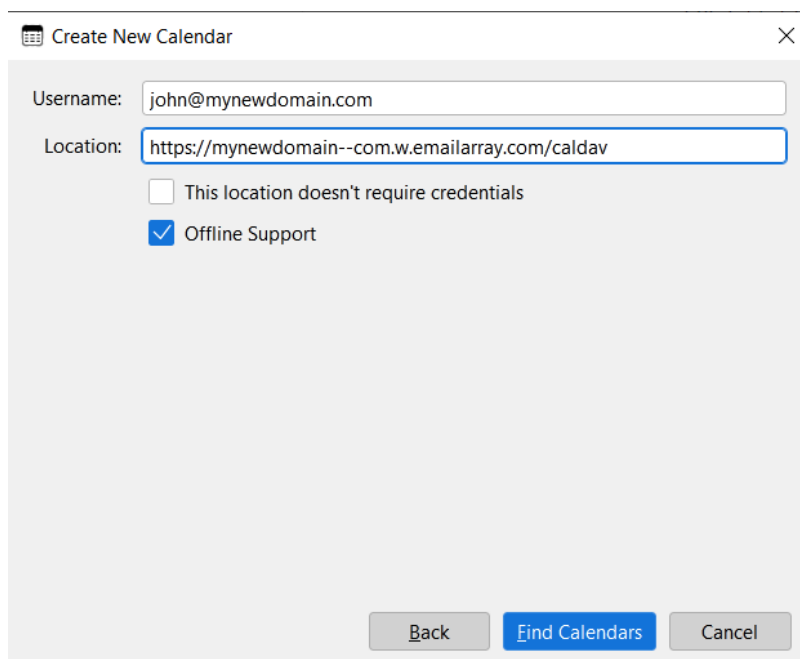 Create New Calendar
Username: john@mynewdomain.com
Location: https://mynewdomain--com.w.emailarray.com/caldav
This location doesn't require credentials
Offline Support
Back Find Calendars Cancel